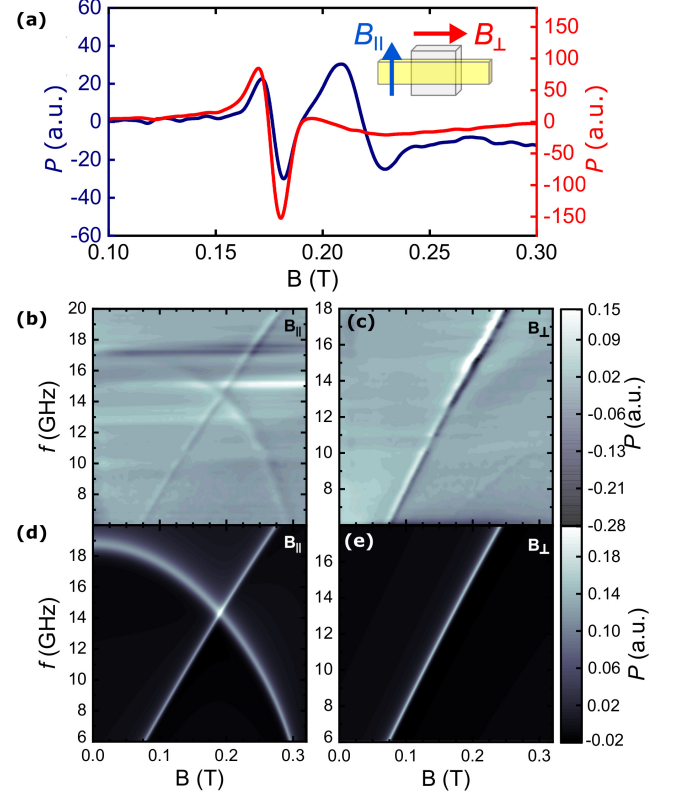 (a)
60
40
20
0
-20
-40
-60
P (a.u.)
B∥
B⊥
150
100
50
0
-50
-100
-150
P (a.u.)
0.10 0.15 0.20 0.25 0.30
B (T)
(b)
20
18
16
14
12
10
8
f (GHz)
B∥
(c)
18
16
14
12
10
8
B⊥
0.15
0.09
0.02
-0.06
-0.13
-0.21
-0.28
P (a.u.)
(d)
18
16
14
12
10
8
6
f (GHz)
B∥
0.0 0.1 0.2 0.3
B (T)
(e)
16
14
12
10
8
6
B⊥
0.0 0.1 0.2 0.3
B (T)
0.14
0.10
0.06
0.02
-0.02
P (a.u.)